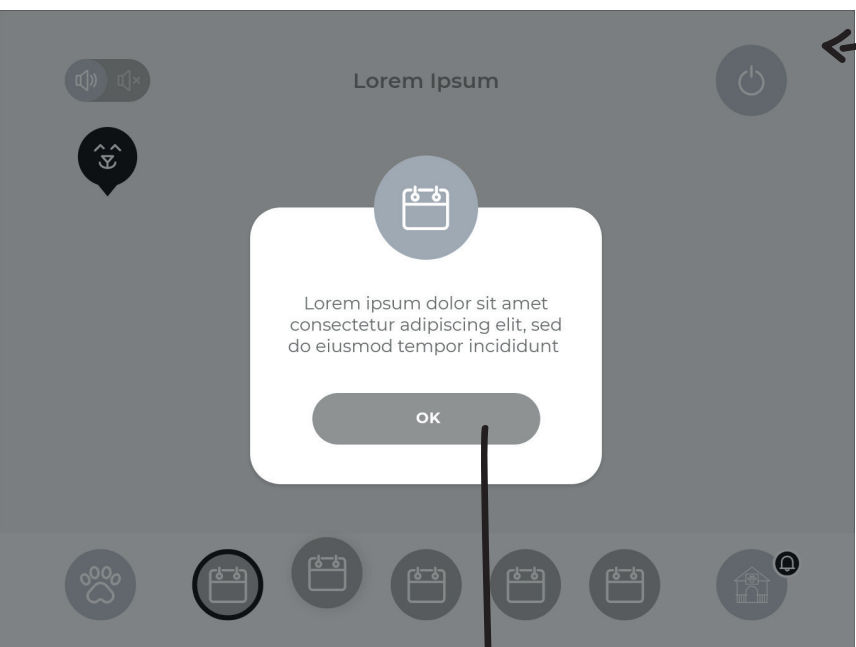 Lorem Ipsum
Lorem ipsum dolor sit amet
consectetur adipiscing elit, sed
do eiusmod tempor incididunt
OK